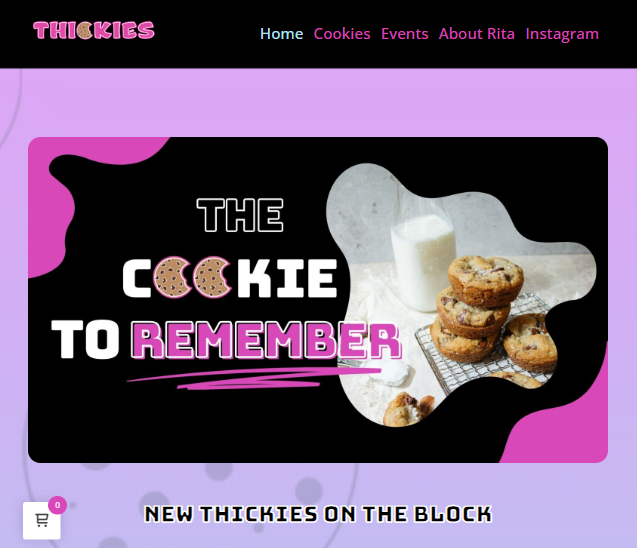 THICKIES
Home Cookies Events About Rita Instagram
THE
COOKIE
TO REMEMBER
0
NEW THICKIES ON THE BLOCK